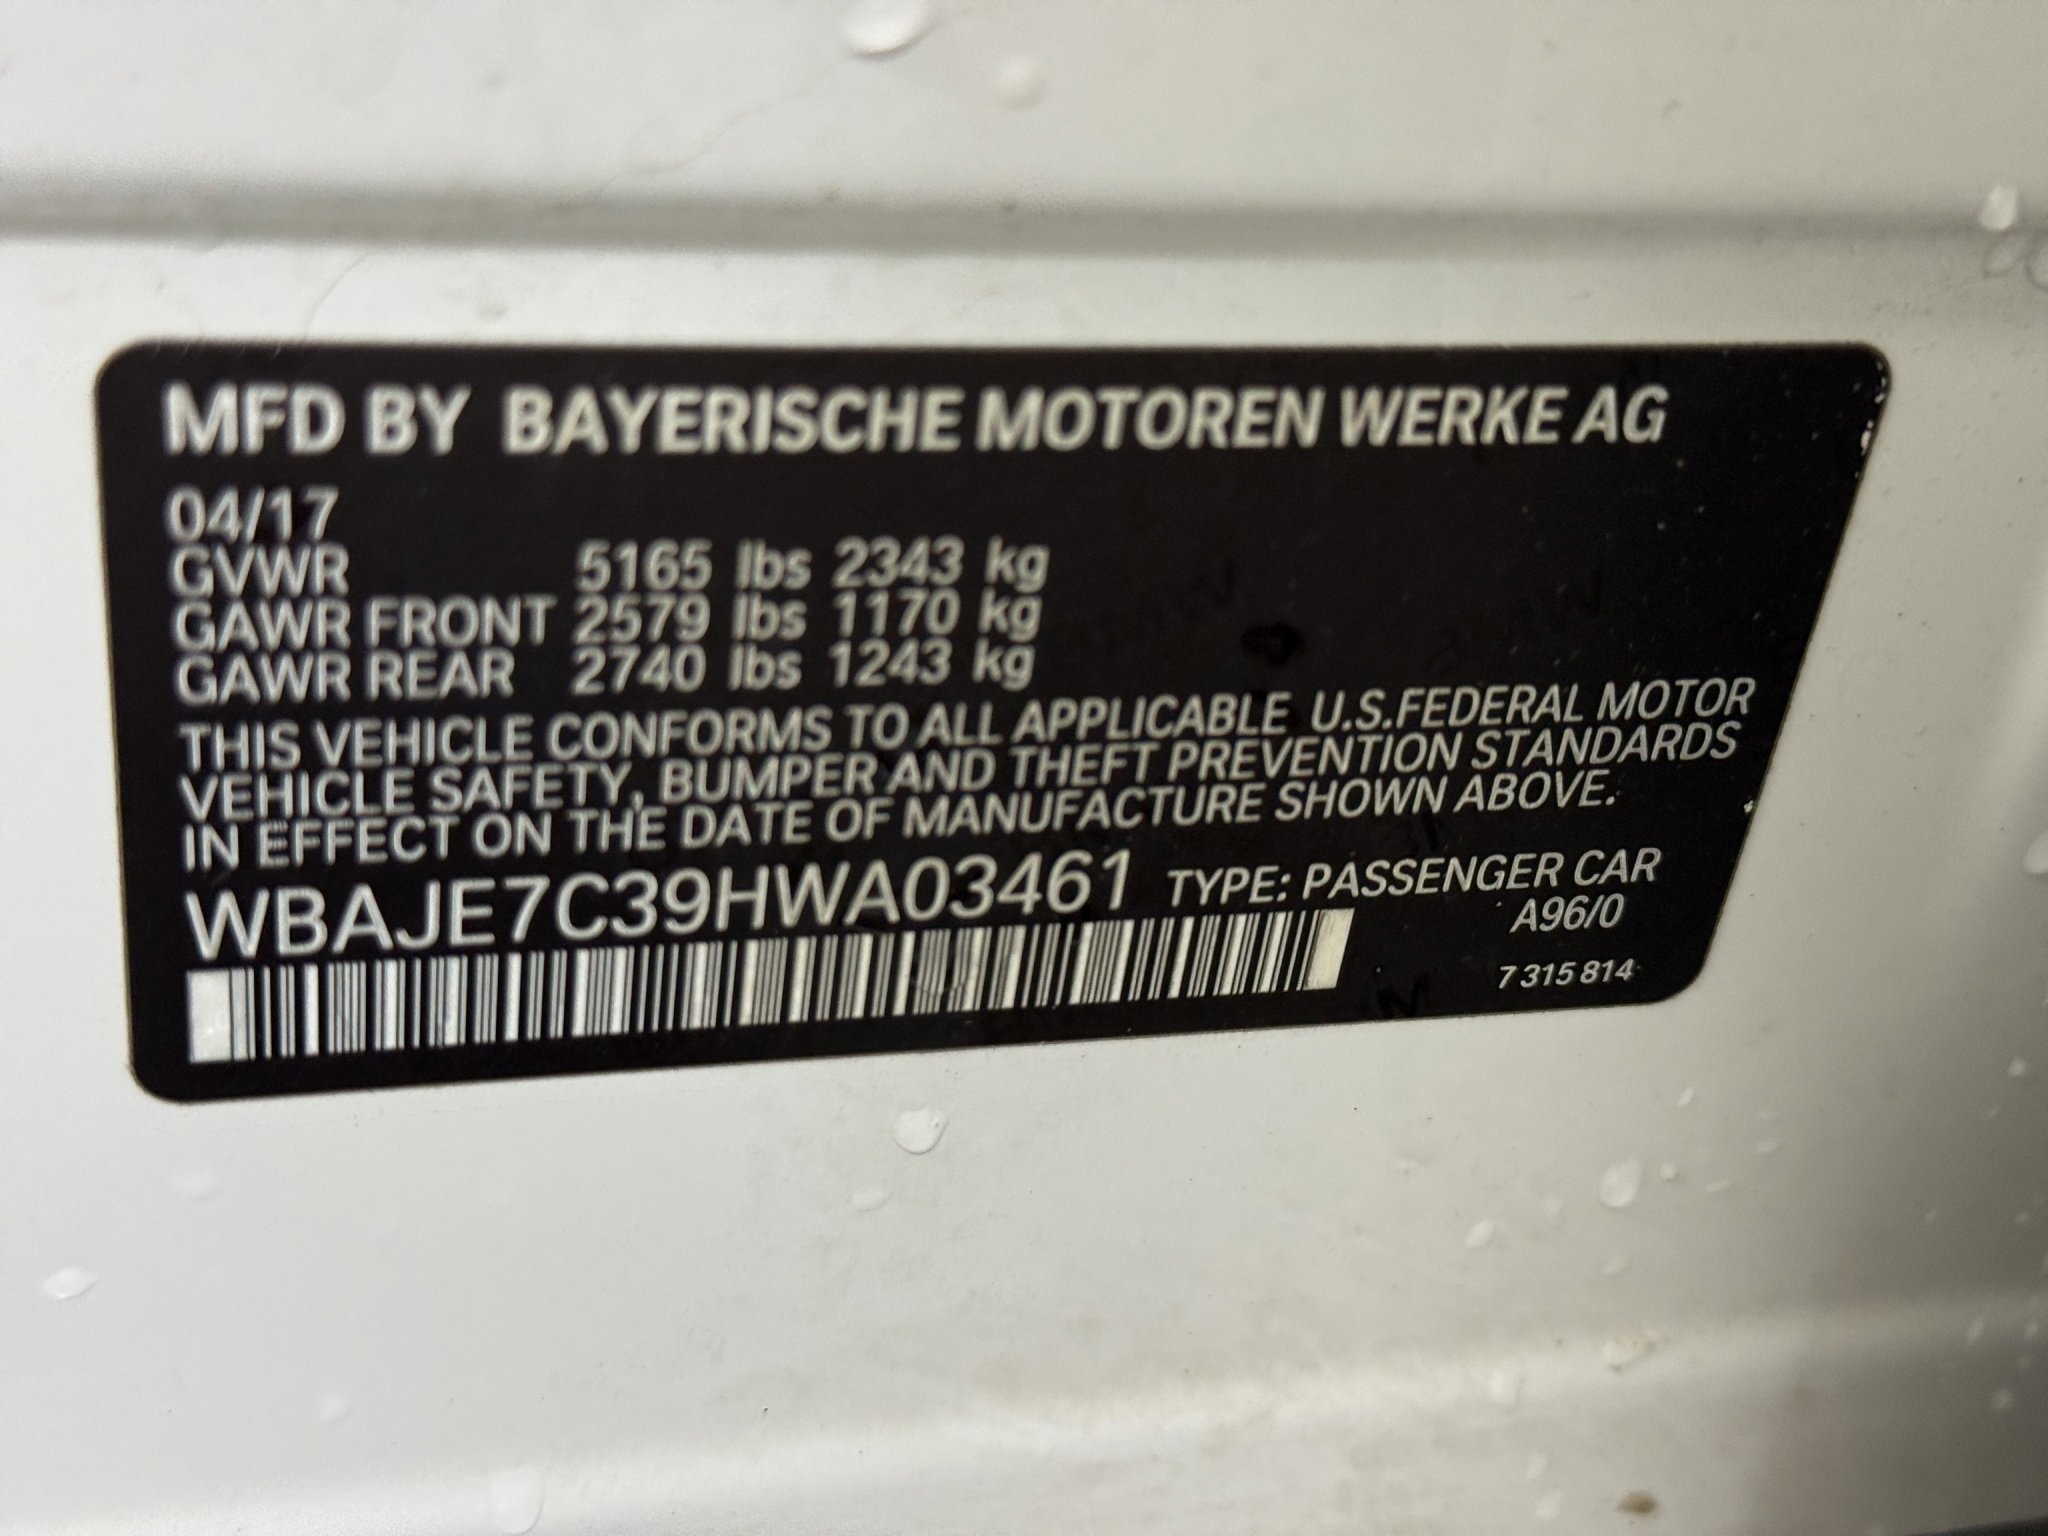 MFD BY BAYERISCHE MOTOREN WERKE AG
04/17
GVWR 5165 lbs 2343 kg
GAWR FRONT 2579 lbs 1170 kg
GAWR REAR 2740 lbs 1243 kg
THIS VEHICLE CONFORMS TO ALL APPLICABLE U.S.FEDERAL MOTOR
VEHICLE SAFETY, BUMPER AND THEFT PREVENTION STANDARDS
IN EFFECT ON THE DATE OF MANUFACTURE SHOWN ABOVE.
WBAJE7C39HWA03461 TYPE: PASSENGER CAR
A96/0
7 315 814